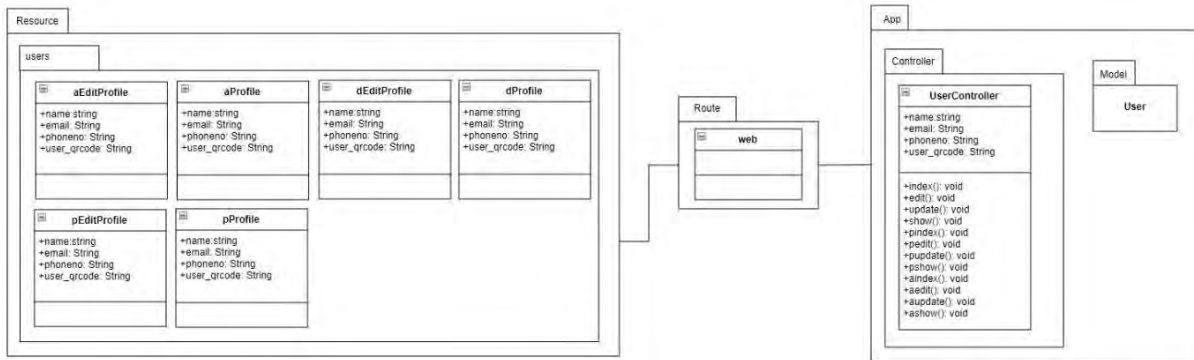 Resource
users
aEditProfile
+name:string
+email: String
+phoneno: String
+user_qrcode: String
aProfile
+name:string
+email: String
+phoneno: String
+user_qrcode: String
dEditProfile
+name:string
+email: String
+phoneno: String
+user_qrcode: String
dProfile
+name:string
+email: String
+phoneno: String
+user_qrcode: String
pEditProfile
+name:string
+email: String
+phoneno: String
+user_qrcode: String
pProfile
+name:string
+email: String
+phoneno: String
+user_qrcode: String
Route
web
App
Controller
UserController
+name:string
+email: String
+phoneno: String
+user_qrcode: String
+index(): void
+edit(): void
+update(): void
+show(): void
+pindex(): void
+pedit(): void
+pupdate(): void
+pshow(): void
+aindex(): void
+aedit(): void
+aupdate(): void
+ashow(): void
Model
User